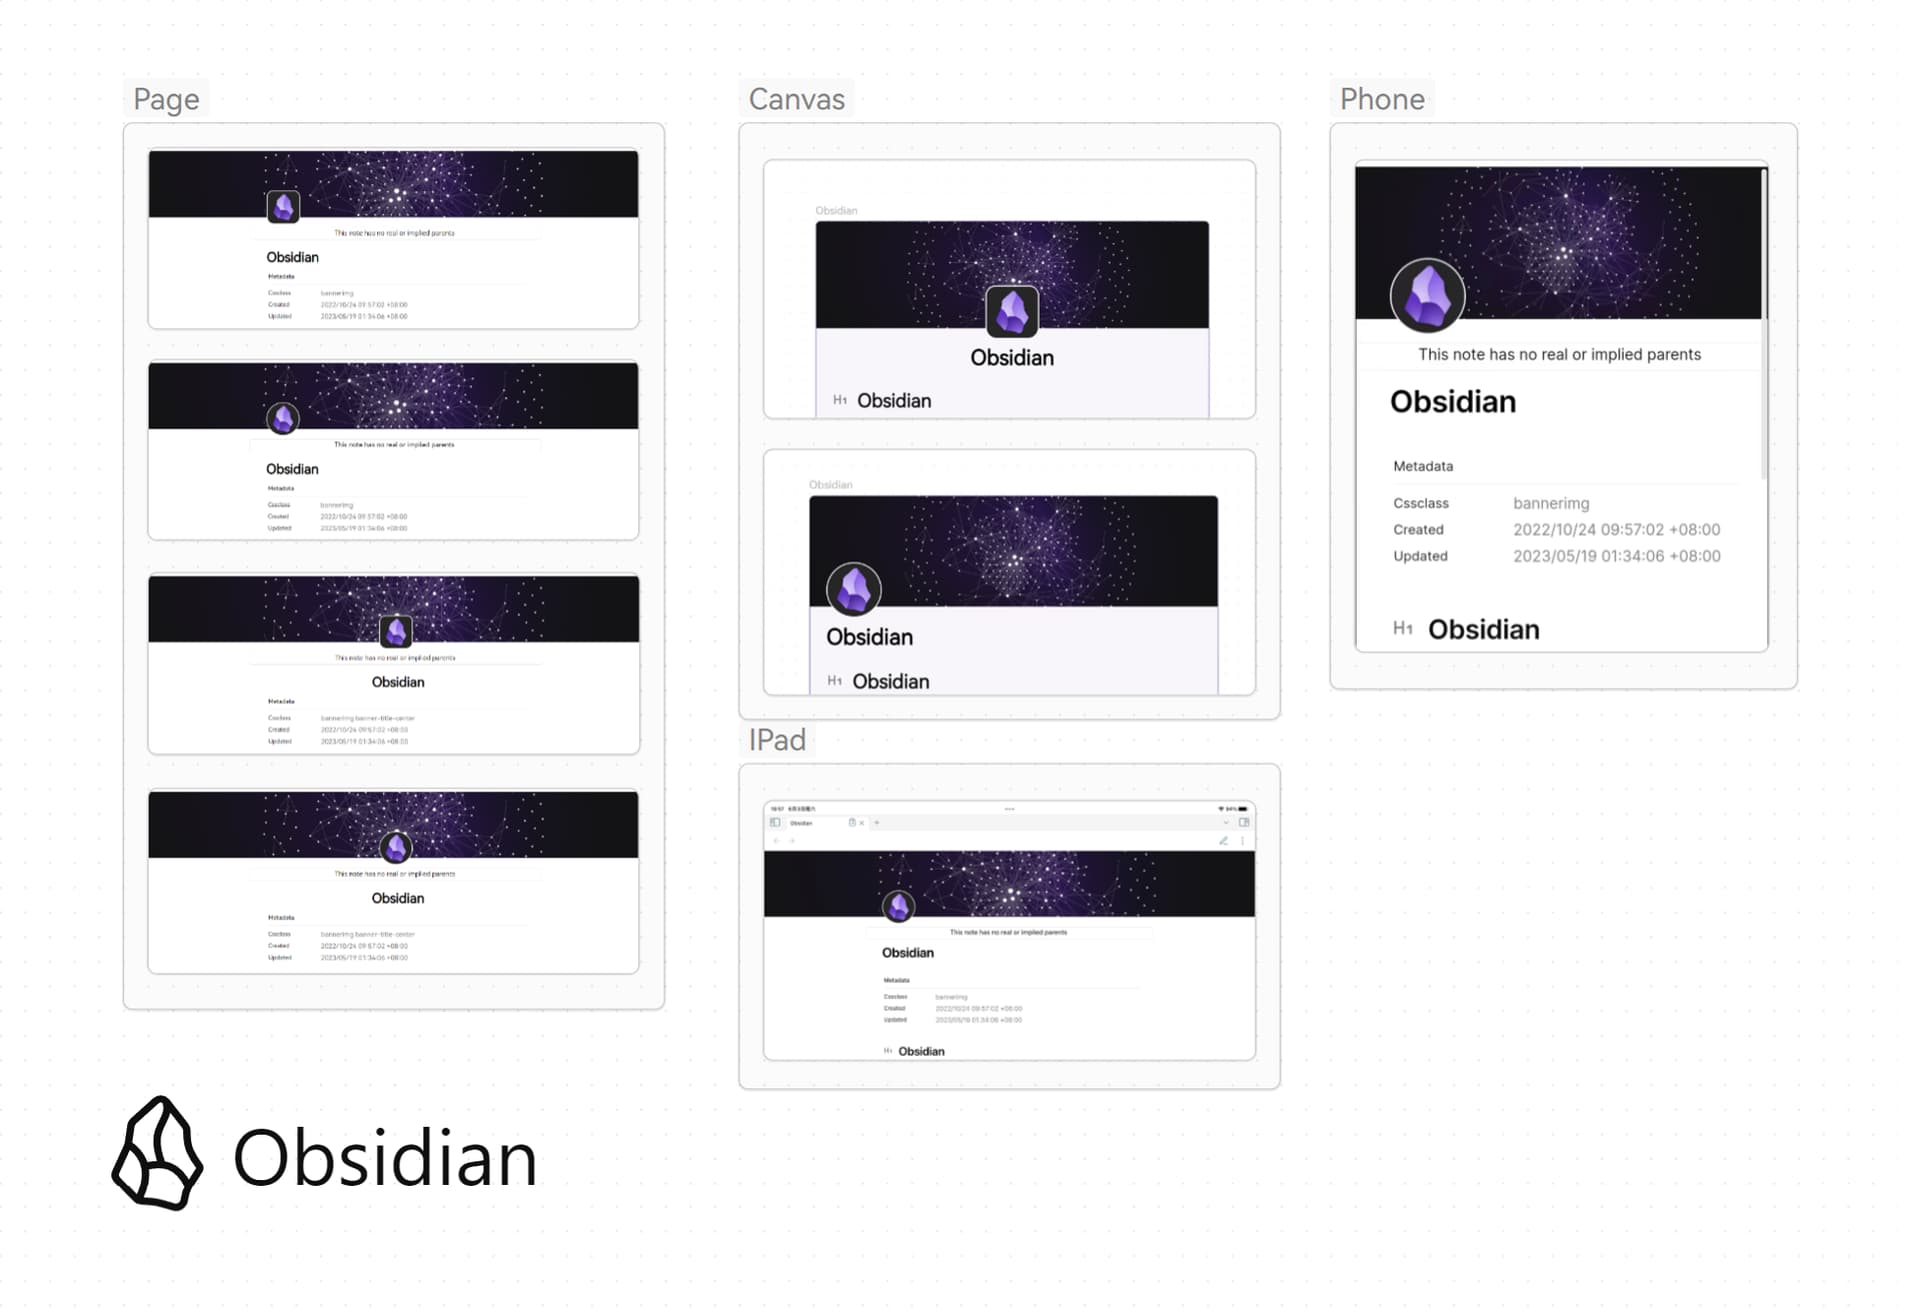 Page
This note has no real or implied parents
Obsidian
Metadata
Cssclass bannerimg
Created 2022/10/24 09:57:02 +08:00
Updated 2023/05/19 01:34:06 +08:00
This note has no real or implied parents
Obsidian
Metadata
Cssclass bannerimg
Created 2022/10/24 09:57:02 +08:00
Updated 2023/05/19 01:34:06 +08:00
This note has no real or implied parents
Obsidian
Metadata
Cssclass bannerimg banner-title-center
Created 2022/10/24 09:57:02 +08:00
Updated 2023/05/19 01:34:06 +08:00
This note has no real or implied parents
Obsidian
Metadata
Cssclass bannerimg banner-title-center
Created 2022/10/24 09:57:02 +08:00
Updated 2023/05/19 01:34:06 +08:00
Canvas
Obsidian
Obsidian
H1 Obsidian
Obsidian
Obsidian
H1 Obsidian
IPad
Obsidian
This note has no real or implied parents
Obsidian
Metadata
Cssclass bannerimg
Created 2022/10/24 09:57:02 +08:00
Updated 2023/05/19 01:34:06 +08:00
H1 Obsidian
Phone
This note has no real or implied parents
Obsidian
Metadata
Cssclass bannerimg
Created 2022/10/24 09:57:02 +08:00
Updated 2023/05/19 01:34:06 +08:00
H1 Obsidian
Obsidian